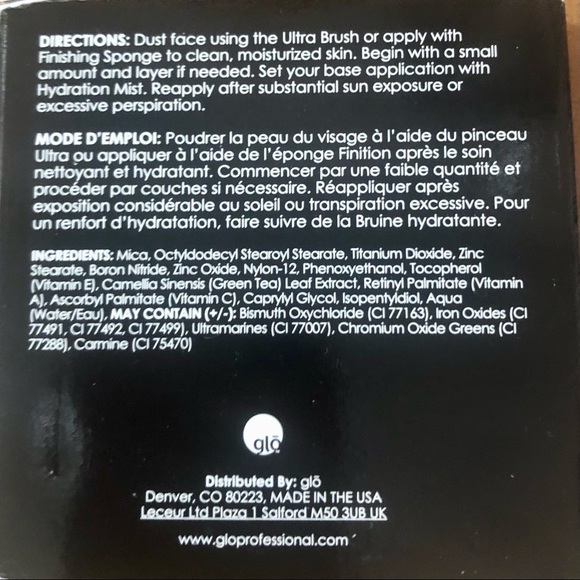 DIRECTIONS: Dust face using the Ultra Brush or apply with
Finishing Sponge to clean, moisturized skin. Begin with a small
amount and layer if needed. Set your base application with
Hydration Mist. Reapply after substantial sun exposure or
excessive perspiration.
MODE D'EMPLOI: Poudrer la peau du visage à l'aide du pinceau
Ultra ou appliquer à l'aide de l'éponge Finition après le soin
nettoyant et hydratant. Commencer par une faible quantité et
procéder par couches si nécessaire. Réappliquer après
exposition considérable au soleil ou transpiration excessive. Pour
un renfort d'hydratation, faire suivre de la Bruine hydratante.
INGREDIENTS: Mica, Octyldodecyl Stearoyl Stearate, Titanium Dioxide, Zinc
Stearate, Boron Nitride, Zinc Oxide, Nylon-12, Phenoxyethanol, Tocopherol
(Vitamin E), Camellia Sinensis (Green Tea) Leaf Extract, Retinyl Palmitate (Vitamin
A), Ascorbyl Palmitate (Vitamin C), Caprylyl Glycol, Isopentyldiol, Aqua
(Water/Eau), MAY CONTAIN (+/-): Bismuth Oxychloride (CI 77163), Iron Oxides (CI
77491, CI 77492, CI 77499), Ultramarines (CI 77007), Chromium Oxide Greens (CI
77288), Carmine (CI 75470)
glō
Distributed By: glō
Denver, CO 80223, MADE IN THE USA
Leceur Ltd Plaza 1 Salford M50 3UB UK
www.gloprofessional.com